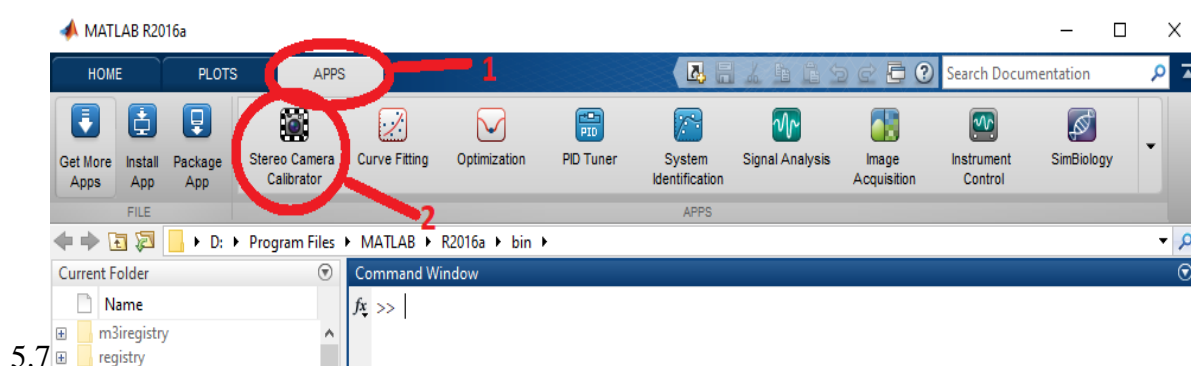 MATLAB R2016a
HOME PLOTS APPS 1 Search Documentation
Get More Apps
Install App
Package App
Stereo Camera Calibrator
Curve Fitting
Optimization
PID
PID Tuner
System Identification
Signal Analysis
Image Acquisition
Instrument Control
SimBiology
2
FILE APPS
D: Program Files MATLAB R2016a bin
Current Folder Command Window
Name
fx >>
m3iregistry
5.7 registry